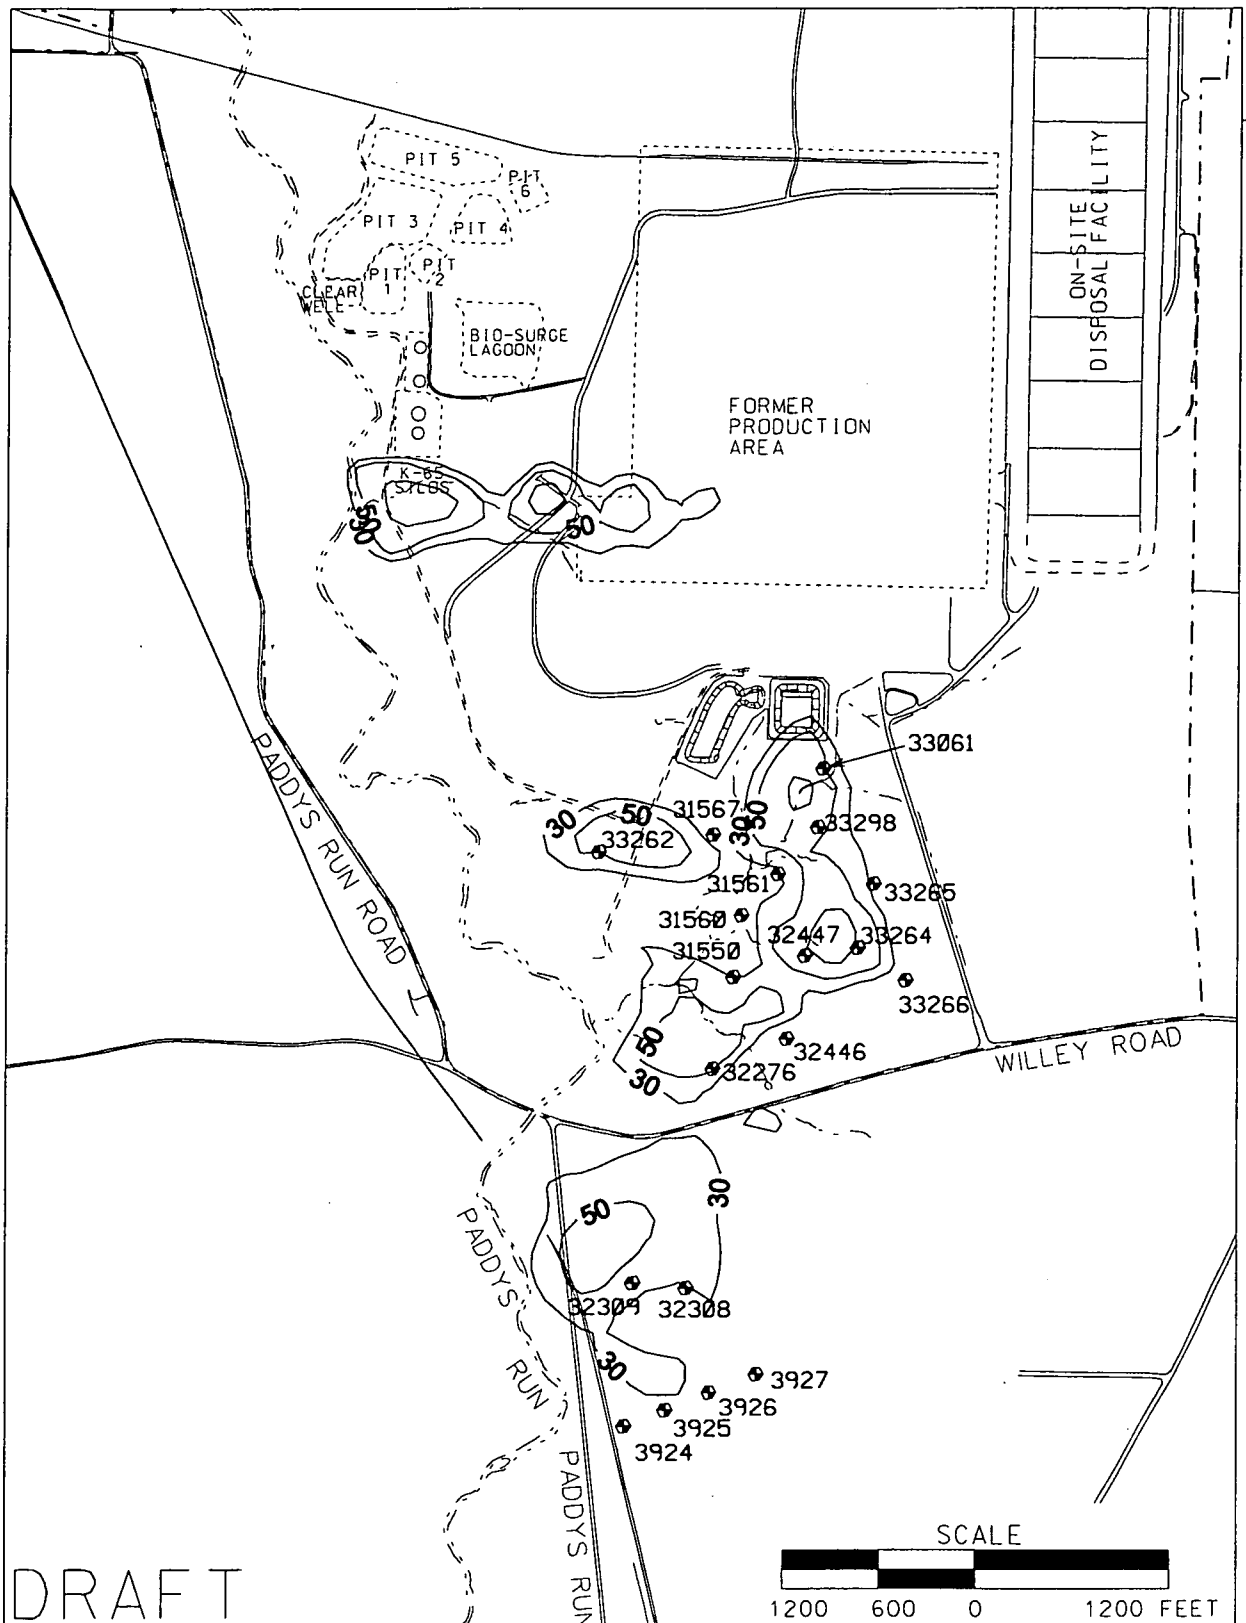 PIT 5
PIT
6
PIT 3
PIT 4
PIT
1
PIT
2
CLEAR
WELL
BIO-SURGE
LAGOON
ON-SITE
DISPOSAL FACILITY
FORMER
PRODUCTION
AREA
K-65
SILOS
50
30
50
PADDYS RUN ROAD
33061
31567
30
50
33262
30
50
33298
31561
33265
31560
32447
33264
31550
33266
50
30
32446
32276
WILLEY ROAD
30
50
PADDYS RUN
32309
32308
30
3927
3926
3925
3924
PADDYS RUN
SCALE
1200 600 0 1200 FEET
DRAFT